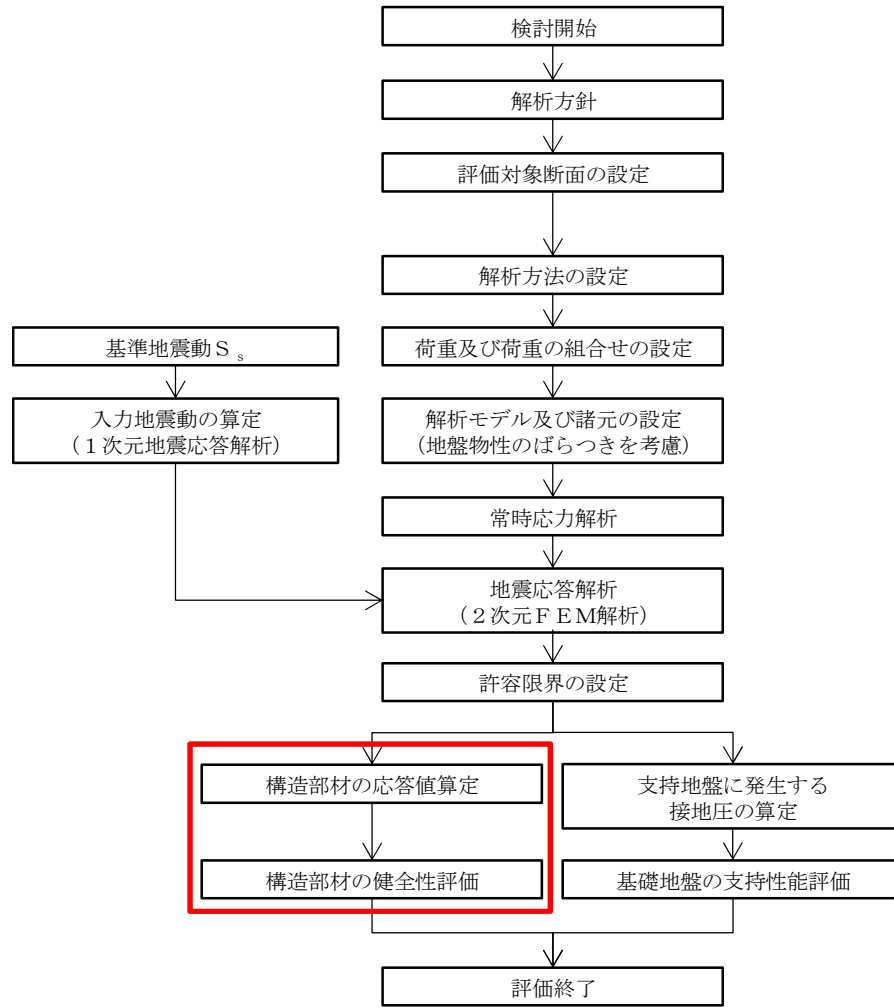 検討開始
解析方針
評価対象断面の設定
解析方法の設定
基準地震動Ｓs
荷重及び荷重の組合せの設定
入力地震動の算定
（１次元地震応答解析）
解析モデル及び諸元の設定
（地盤物性のばらつきを考慮）
常時応力解析
地震応答解析
（２次元ＦＥＭ解析）
許容限界の設定
構造部材の応答値算定
支持地盤に発生する
接地圧の算定
構造部材の健全性評価
基礎地盤の支持性能評価
評価終了